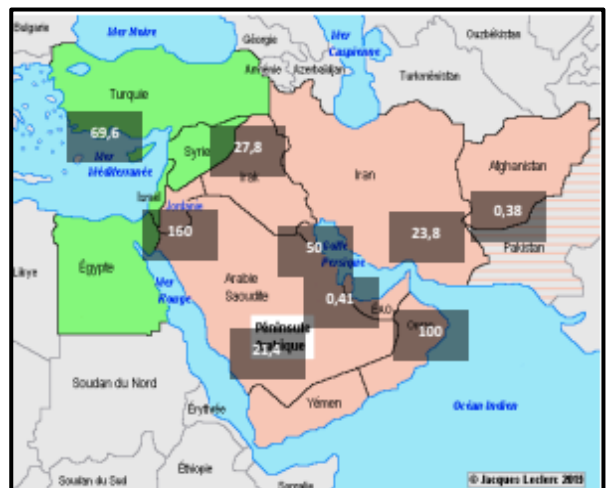 Bulgarie
Mer Noire
Géorgie
Mer
Caspienne
Ouzbékistan
Arménie
Azerbaïdjan
Turkménistan
Turquie
69,6
Mer
Méditerranée
Syrie
27,8
Irak
Iran
Afghanistan
0,38
Pakistan
Israël
Jordanie
160
50
Golfe
Persique
23,8
Libye
Égypte
Mer
Rouge
Arabie
Saoudite
0,41
ÉAU
100
Péninsule
Arabique
21,4
Soudan du Nord
Yémen
Océan Indien
Érythrée
Soudan du Sud
Éthiopie
Somalie
© Jacques Leclerc 2019